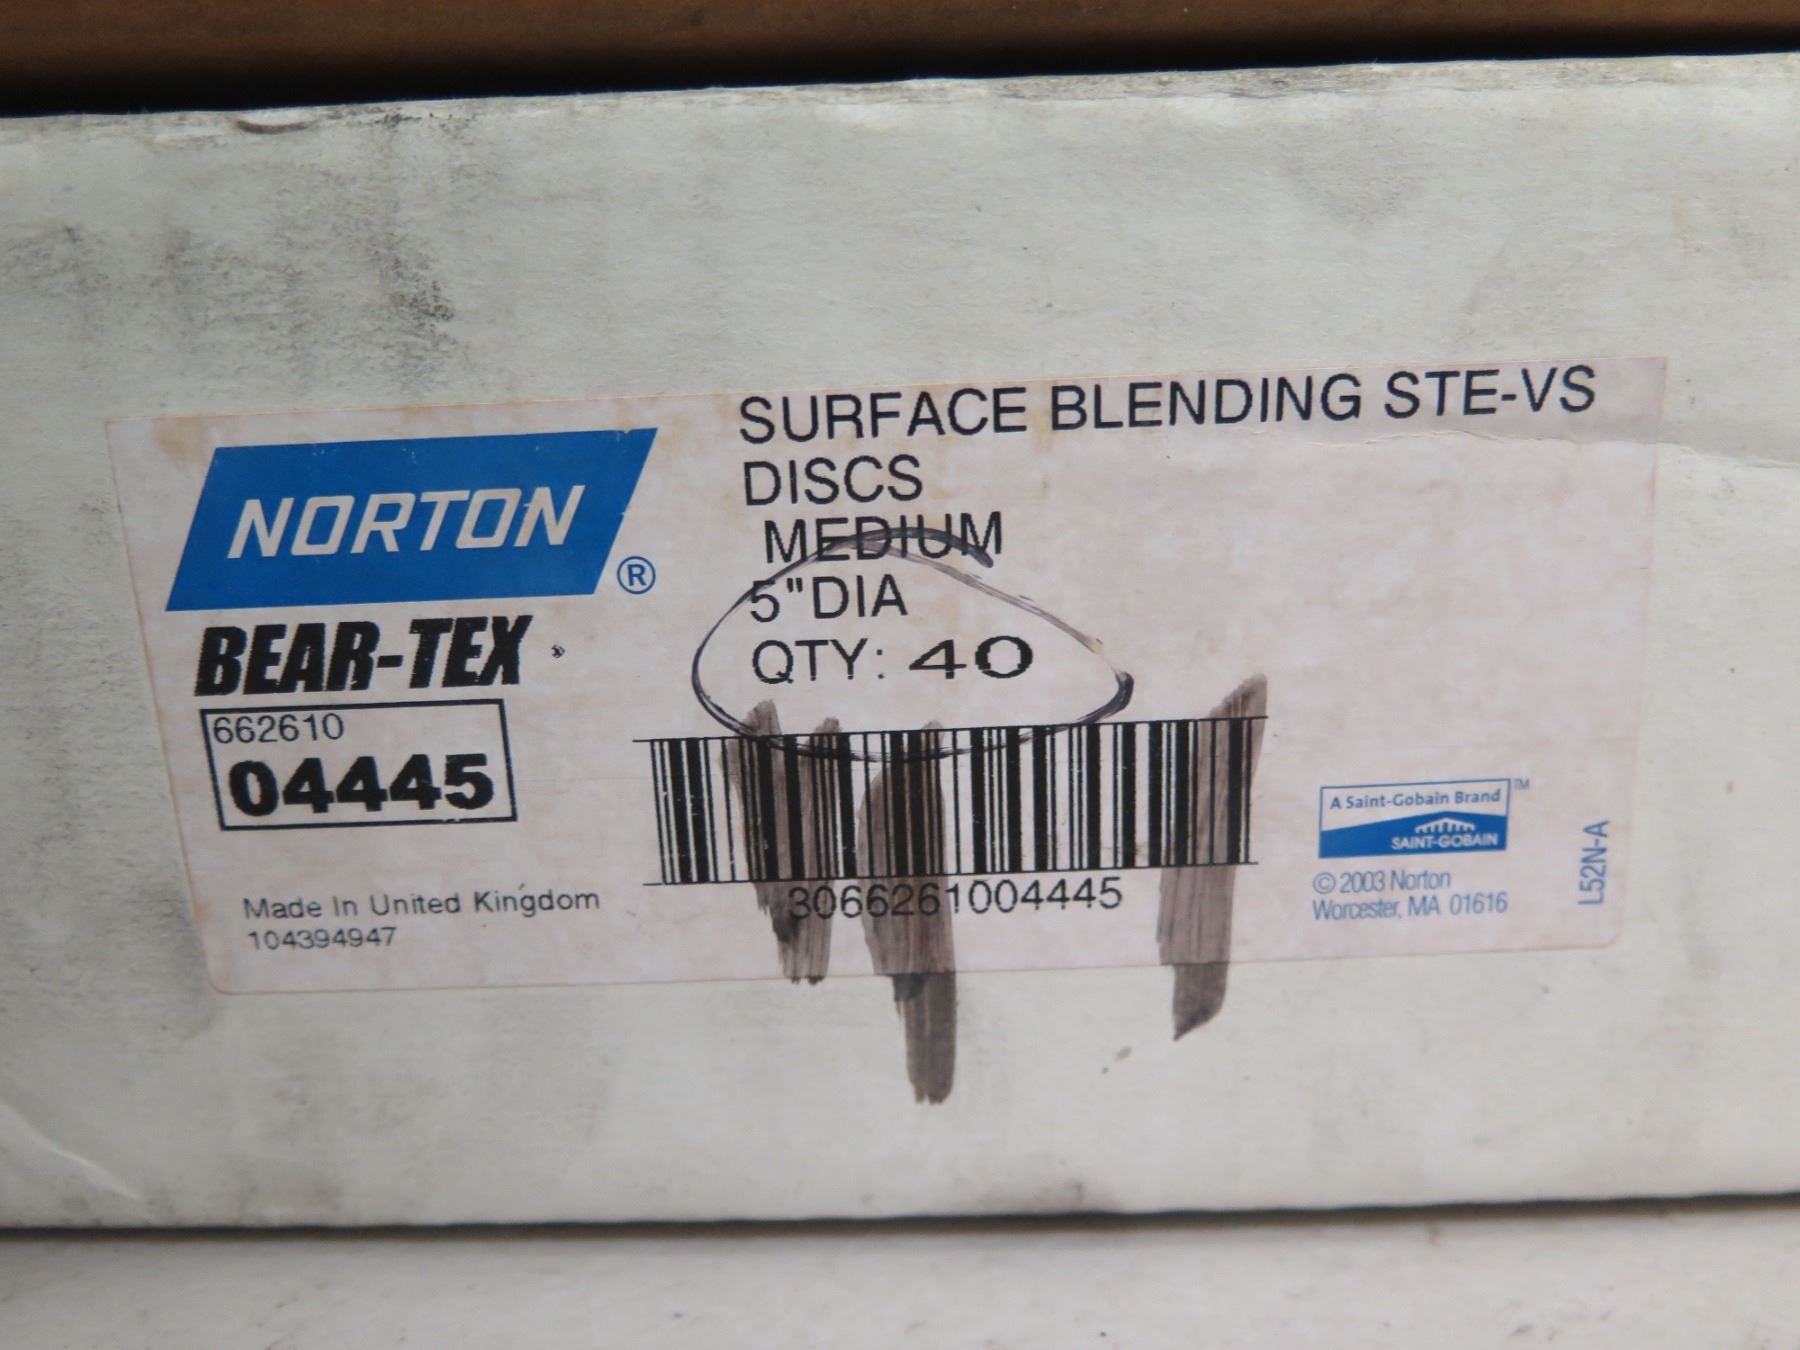 NORTON®
BEAR-TEX
662610
04445
Made In United Kingdom
104394947
SURFACE BLENDING STE-VS
DISCS
MEDIUM
5"DIA
QTY: 40
3066261004445
A Saint-Gobain Brand™
SAINT-GOBAIN
© 2003 Norton
Worcester, MA 01616
L52N-A